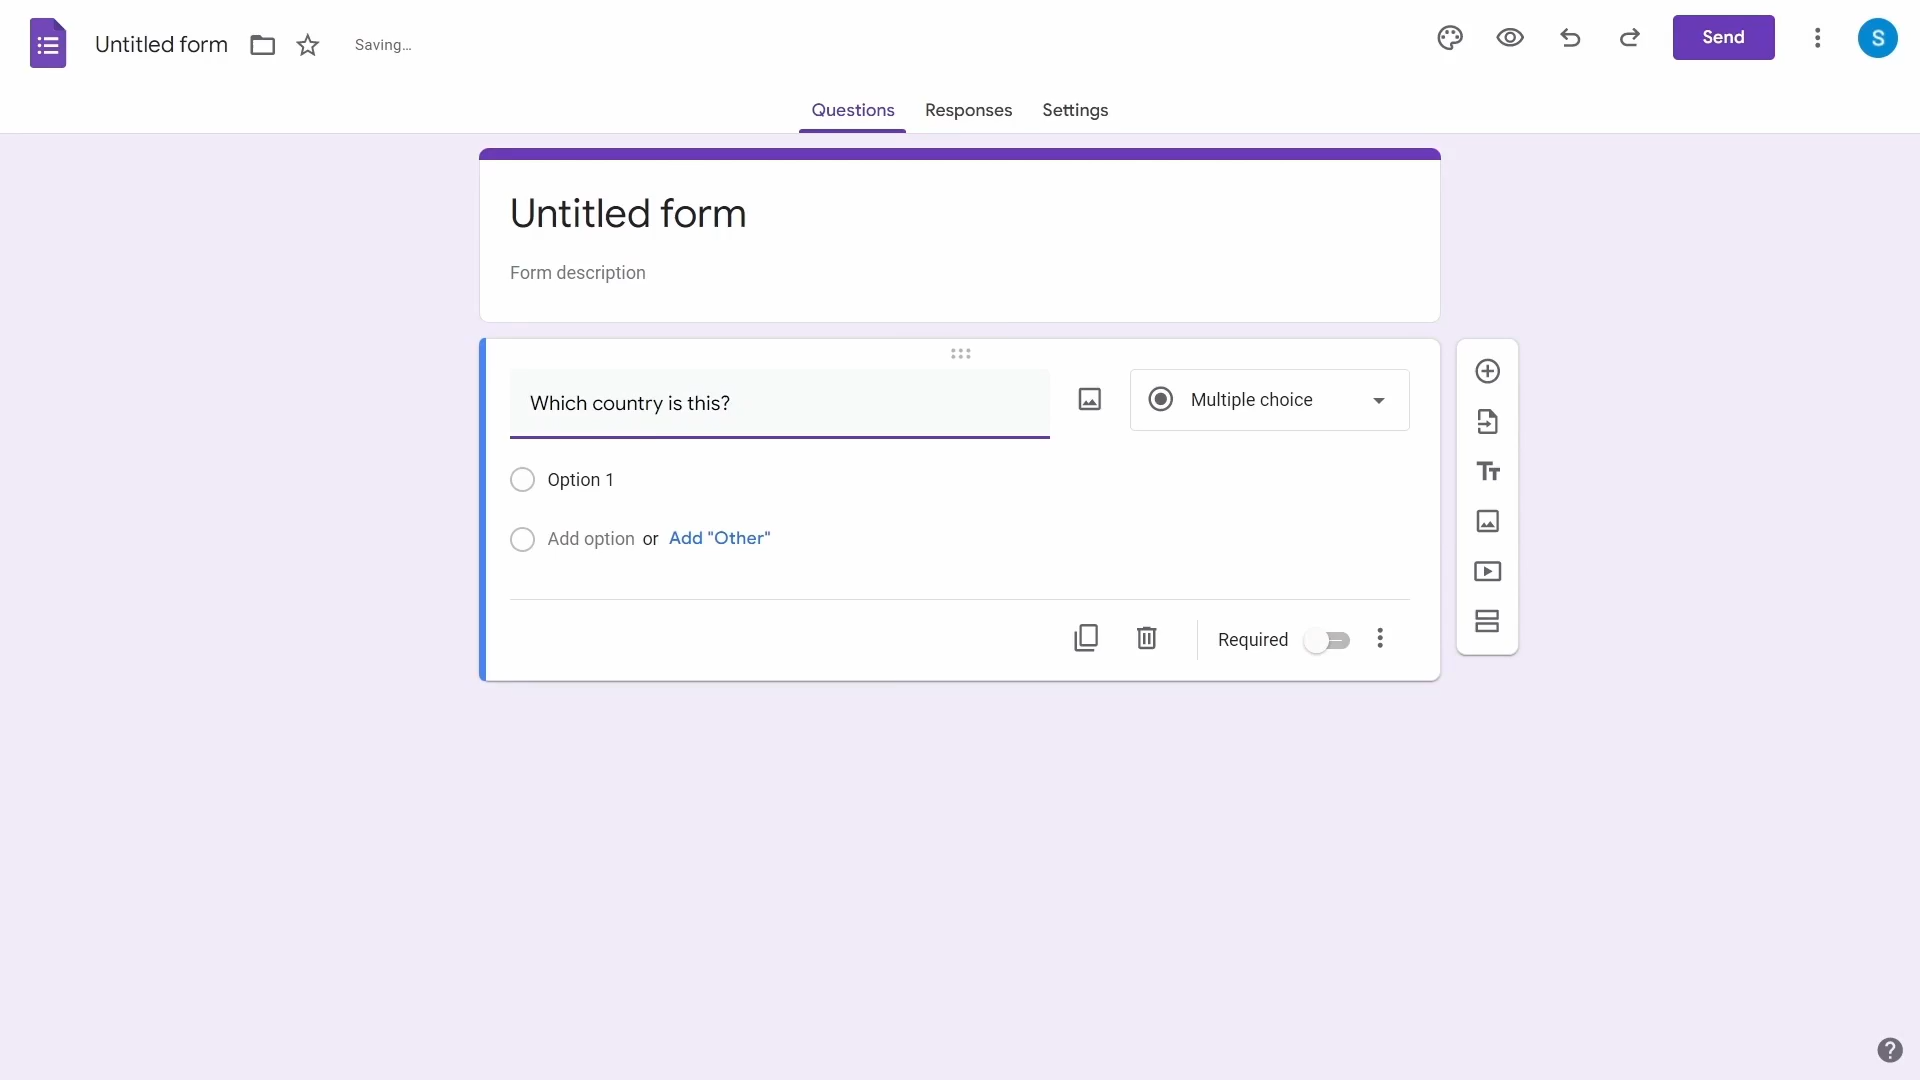 Untitled form
Saving...
Send
S
Questions Responses Settings
Untitled form
Form description
Which country is this?
Multiple choice
Option 1
Add option or Add "Other"
Required